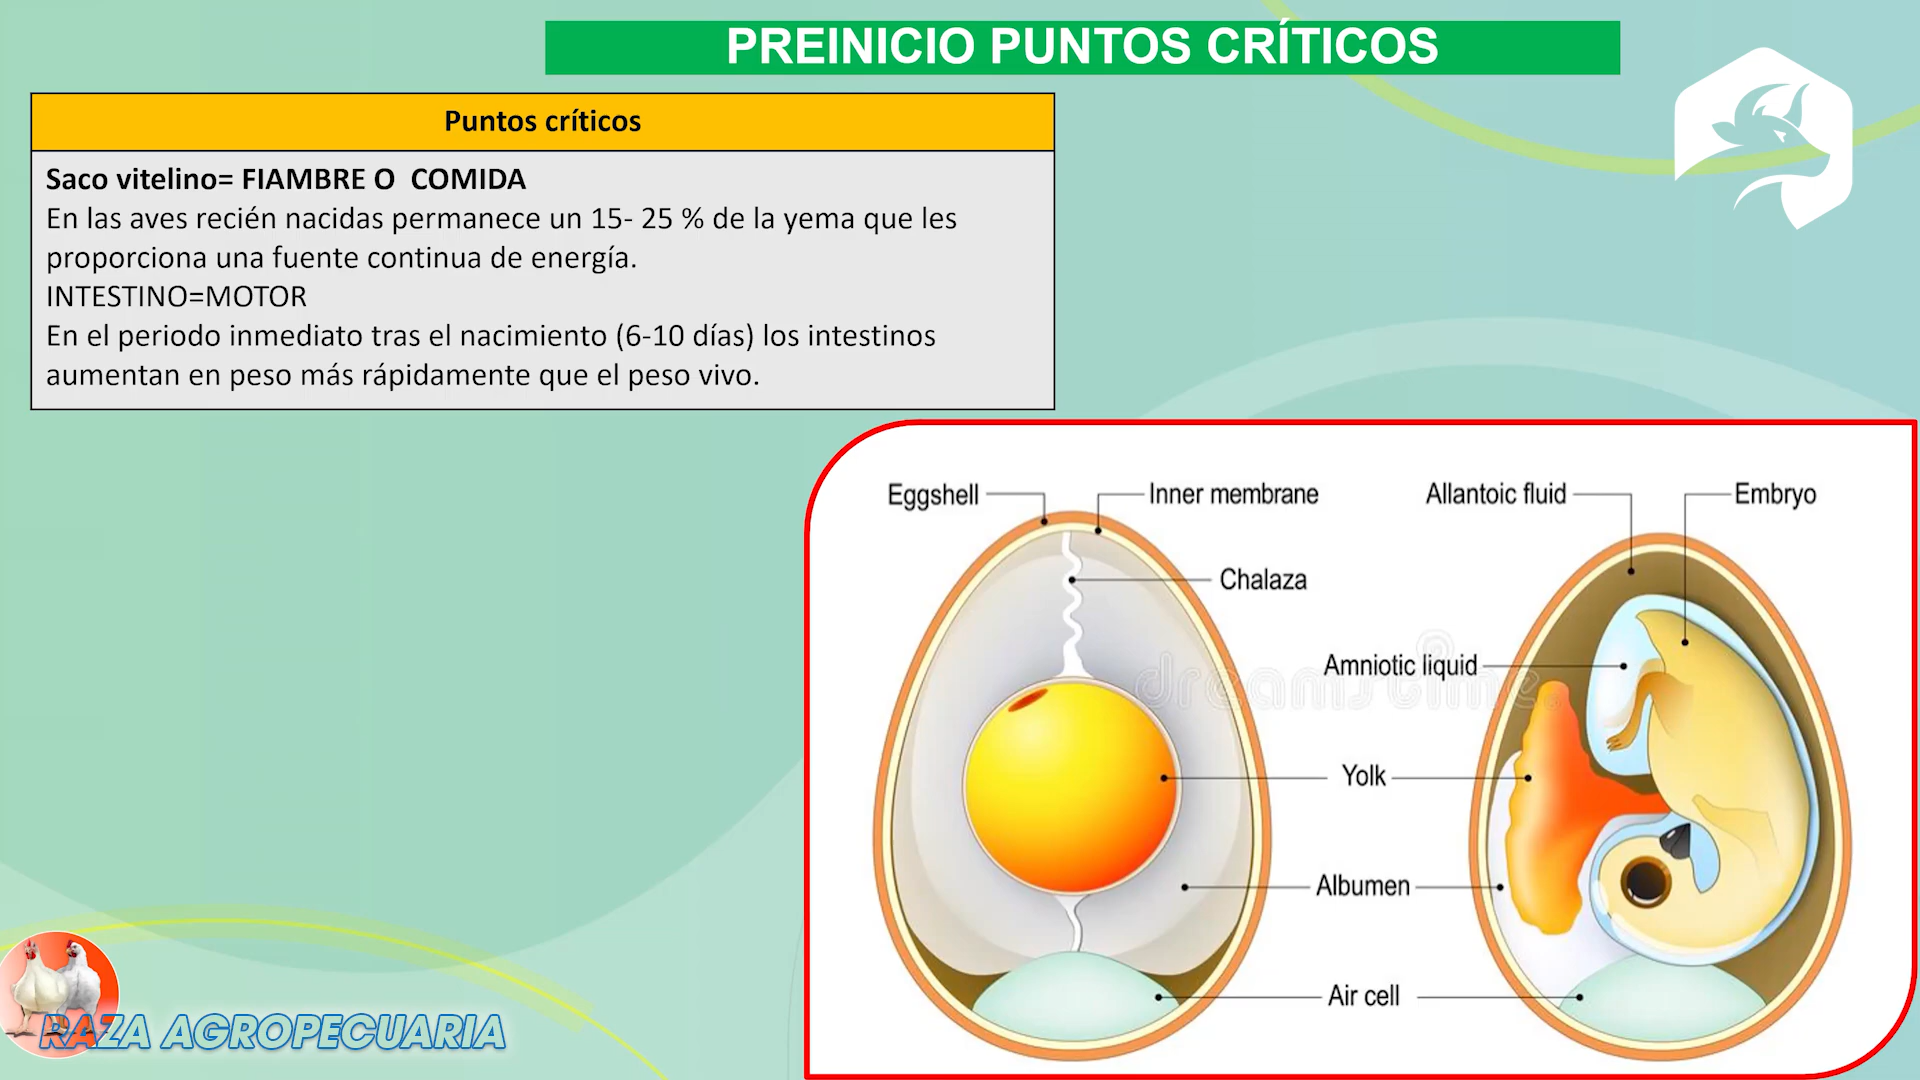 PREINICIO PUNTOS CRÍTICOS
Puntos críticos
Saco vitelino= FIAMBRE O  COMIDA
En las aves recién nacidas permanece un 15- 25 % de la yema que les
proporciona una fuente continua de energía.
INTESTINO=MOTOR
En el periodo inmediato tras el nacimiento (6-10 días) los intestinos
aumentan en peso más rápidamente que el peso vivo.
Eggshell
Inner membrane
Allantoic fluid
Embryo
Chalaza
Amniotic liquid
dreamstime.
Yolk
Albumen
Air cell
RAZA AGROPECUARIA